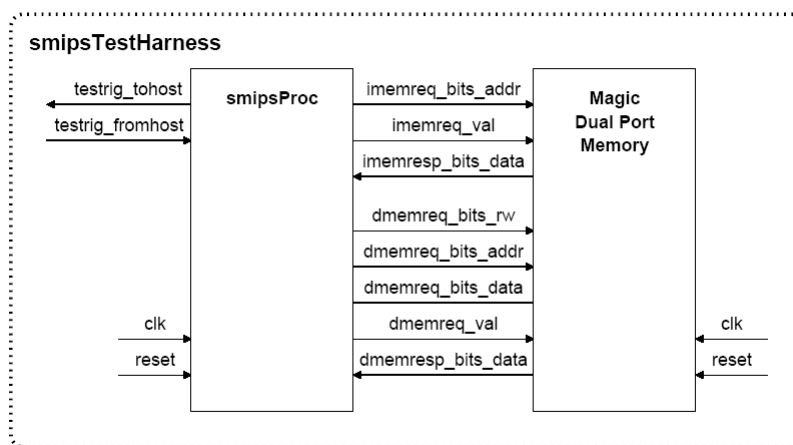 smipsTestHarness
testrig_tohost
testrig_fromhost
smipsProc
imemreq_bits_addr
imemreq_val
imemresp_bits_data
dmemreq_bits_rw
dmemreq_bits_addr
dmemreq_bits_data
dmemreq_val
dmemresp_bits_data
Magic
Dual Port
Memory
clk
reset
clk
reset